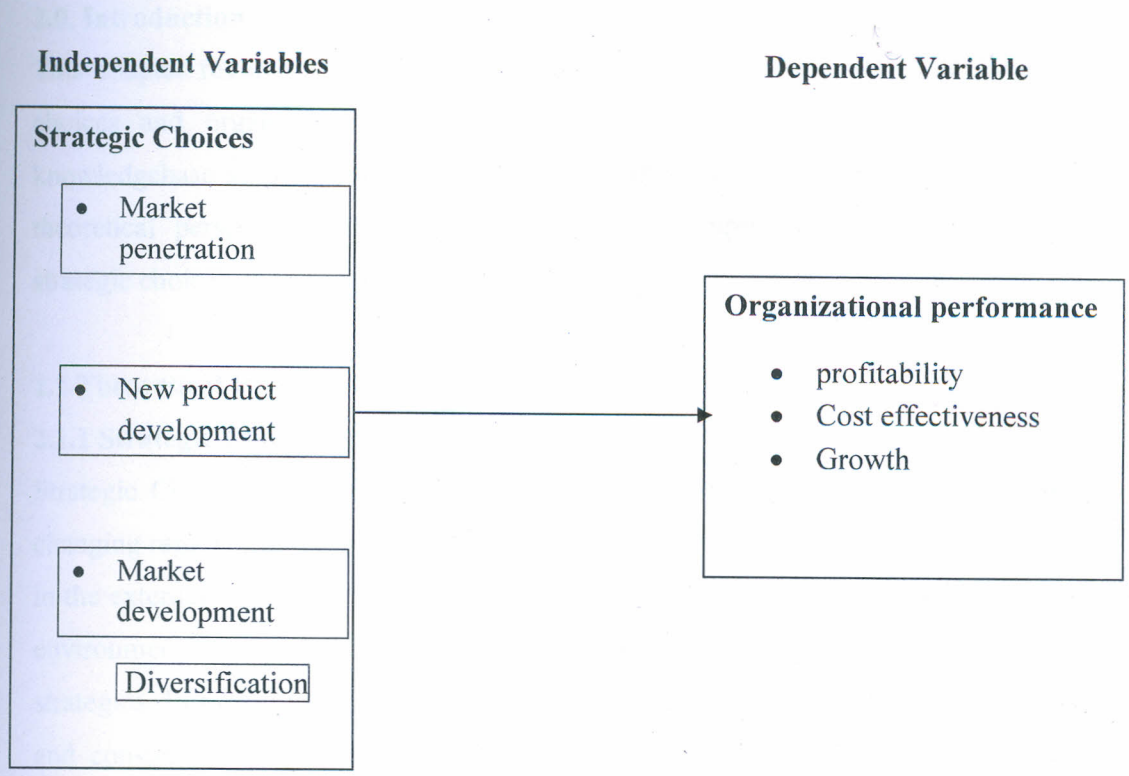 Independent Variables
Dependent Variable
Strategic Choices
• Market
penetration
• New product
development
• Market
development
Diversification
Organizational performance
• profitability
• Cost effectiveness
• Growth